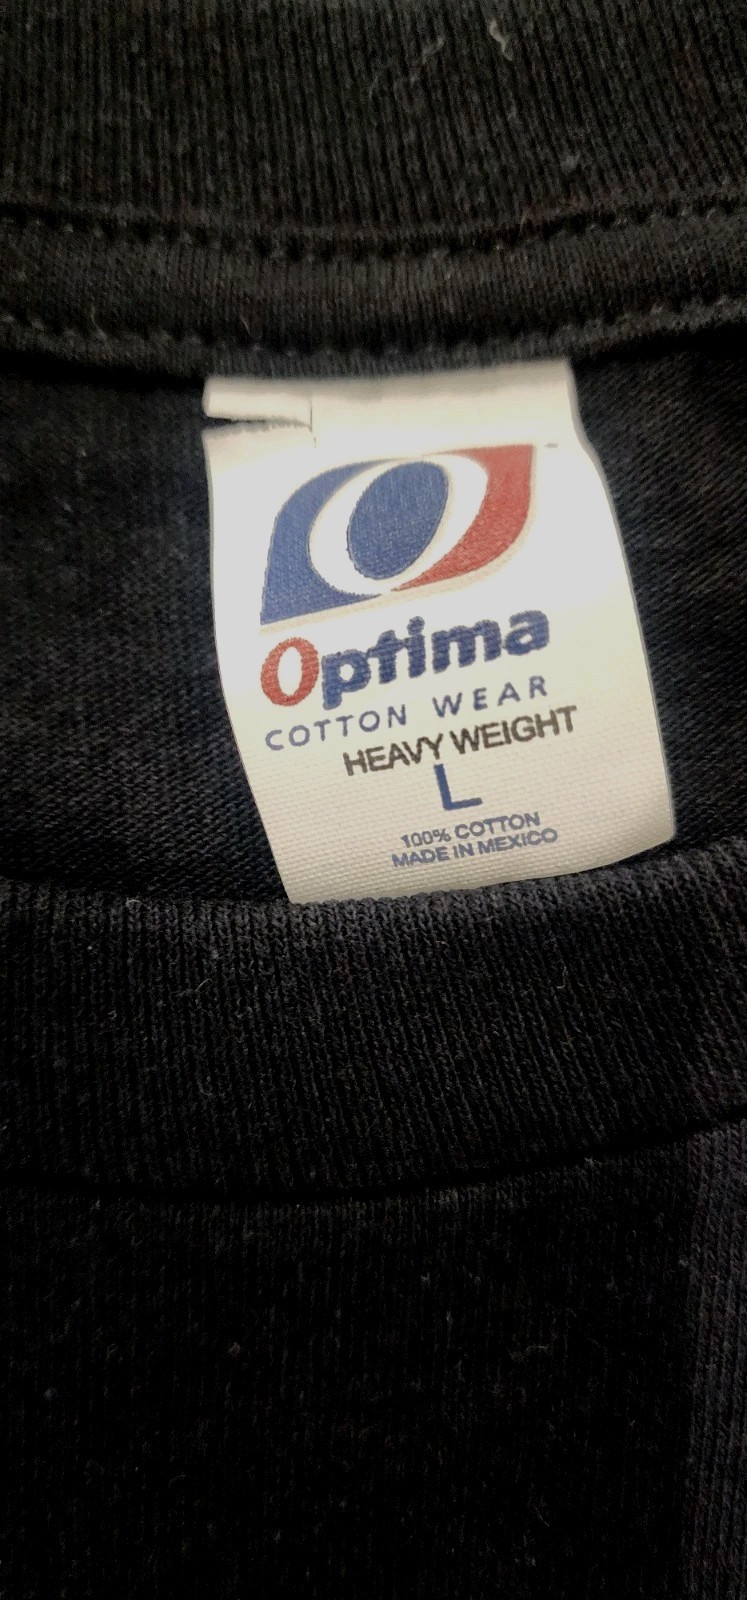 Optima
COTTON WEAR
HEAVY WEIGHT
L
100% COTTON
MADE IN MEXICO